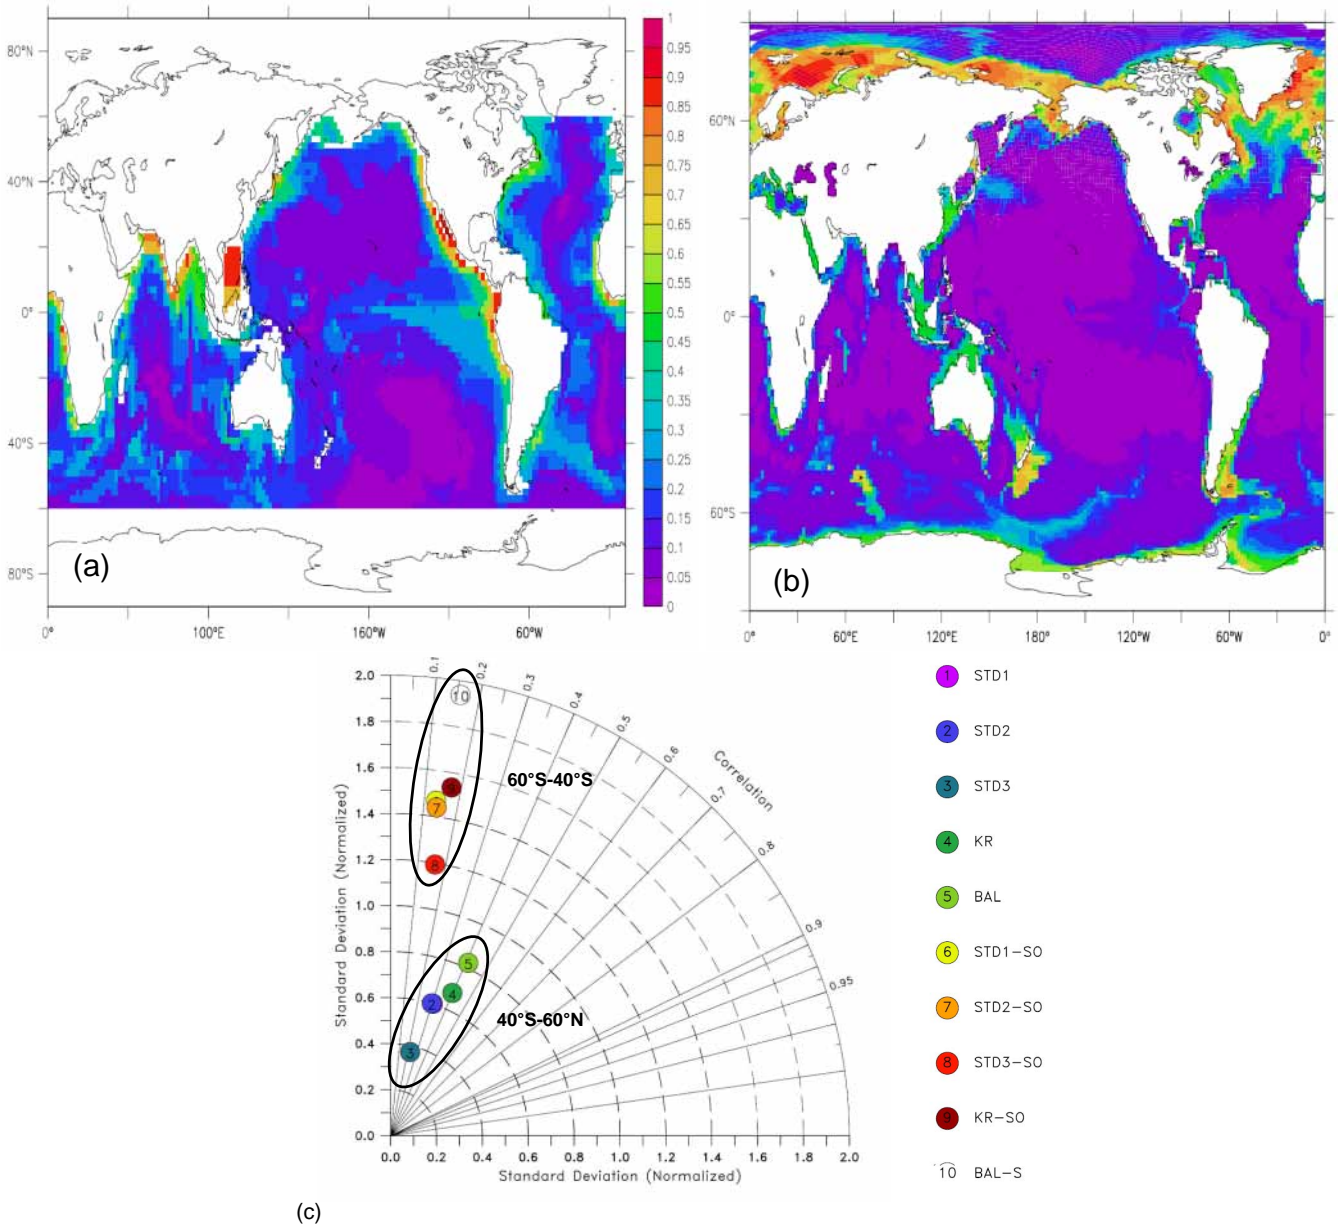 80°N
40°N
0°
40°S
80°S
(a)
0°
100°E
160°W
60°W
1
0.95
0.9
0.85
0.8
0.75
0.7
0.65
0.6
0.55
0.5
0.45
0.4
0.35
0.3
0.25
0.2
0.15
0.1
0.05
0
60°N
0°
60°S
(b)
0°
60°E
120°E
180°
120°W
60°W
0°
2.0
1.8
1.6
1.4
1.2
1.0
0.8
0.6
0.4
0.2
0.0
Standard Deviation (Normalized)
0.1
0.2
0.3
0.4
0.5
0.6
0.7
0.8
0.9
0.95
Correlation
10
9
7
8
60°S-40°S
5
4
2
3
40°S-60°N
0.0 0.2 0.4 0.6 0.8 1.0 1.2 1.4 1.6 1.8 2.0
Standard Deviation (Normalized)
(c)
1 STD1
2 STD2
3 STD3
4 KR
5 BAL
6 STD1-SO
7 STD2-SO
8 STD3-SO
9 KR-SO
10 BAL-S